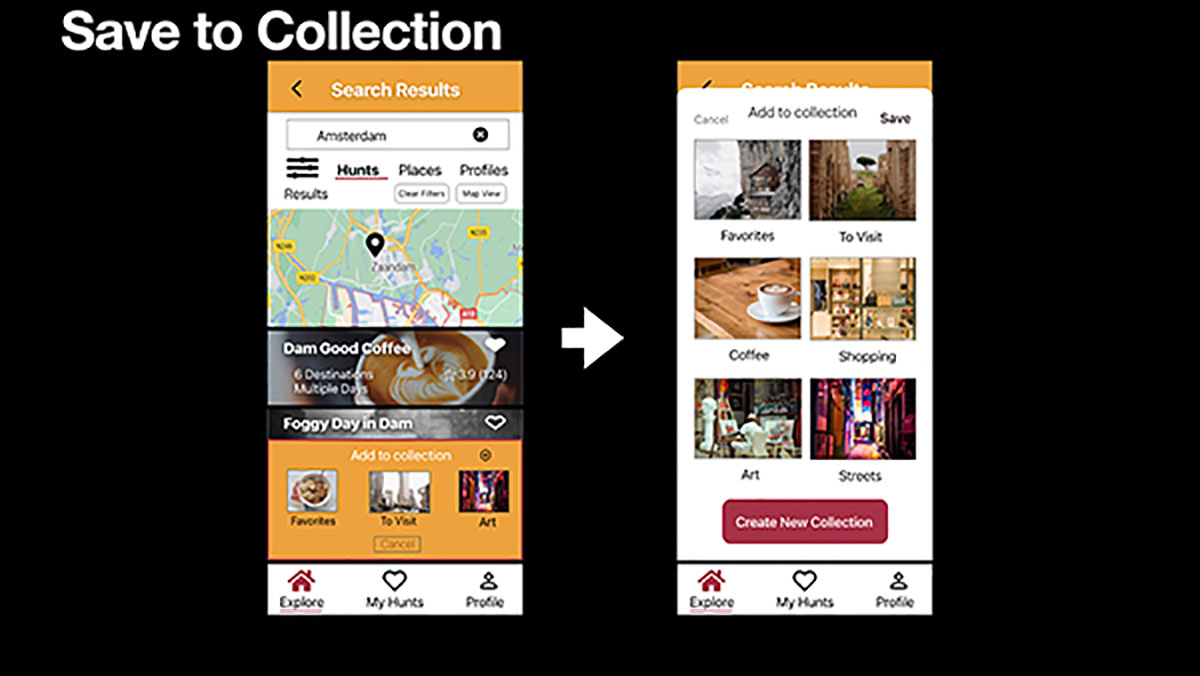 Save to Collection
Search Results
Amsterdam
Hunts Places Profiles
Results Clear Filters Map View
N246 N235
Zaandam
N202
A10
Dam Good Coffee
6 Destinations 3.9 (124)
Multiple Days
Foggy Day in Dam
Add to collection
Favorites To Visit Art
Cancel
Explore My Hunts Profile
Search Results
Cancel Add to collection Save
Favorites To Visit
Coffee Shopping
Art Streets
Create New Collection
Explore My Hunts Profile